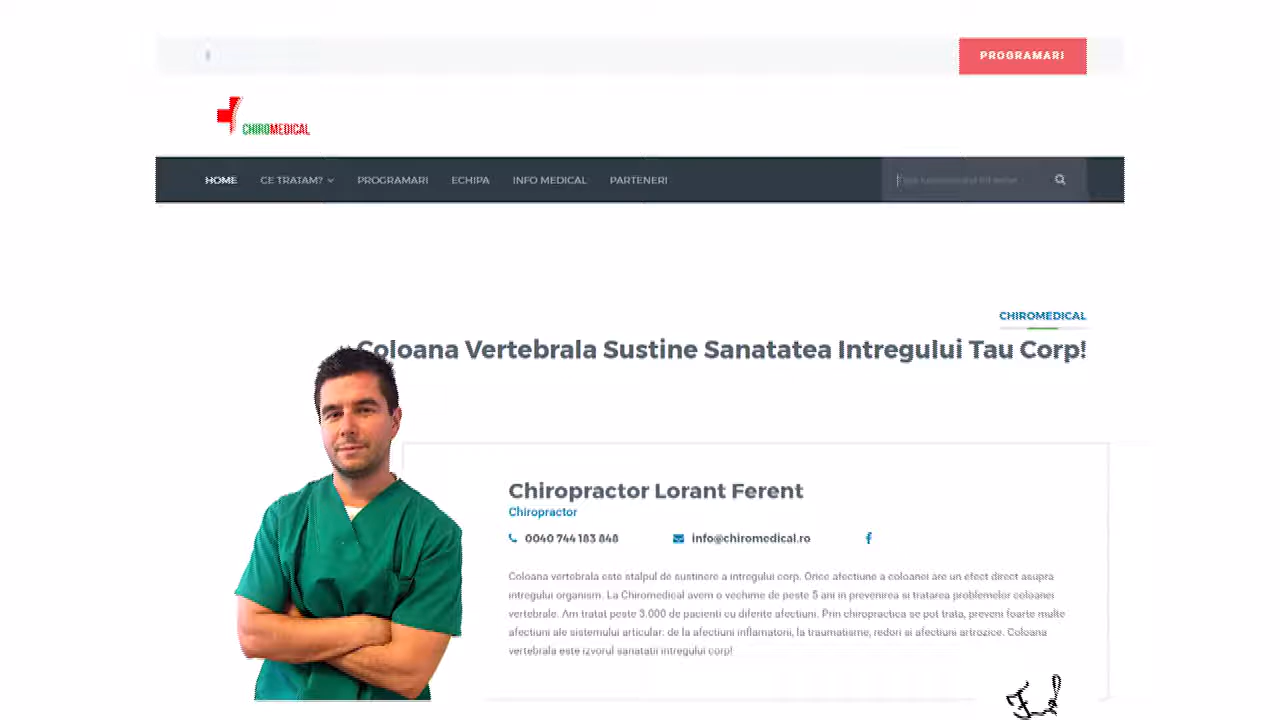 PROGRAMARI
CHIROMEDICAL
HOME CE TRATAM? PROGRAMARI ECHIPA INFO MEDICAL PARTENERI
CHIROMEDICAL
Coloana Vertebrala Sustine Sanatatea Intregului Tau Corp!
Chiropractor Lorant Ferent
Chiropractor
0040 744 183 848 info@chiromedical.ro
Coloana vertebrala este stalpul de sustinere a intregului corp. Orice afectiune a coloanei are un efect direct asupra
intregului organism. La Chiromedical avem o vechime de peste 5 ani in prevenirea si tratarea problemelor coloanei
vertebrale. Am tratat peste 3.000 de pacienti cu diferite afectiuni. Prin chiropractica se pot trata, preveni foarte multe
afectiuni ale sistemului articular: de la afectiuni inflamatorii, la traumatisme, redori si afectiuni artrozice. Coloana
vertebrala este izvorul sanatatii intregului corp!